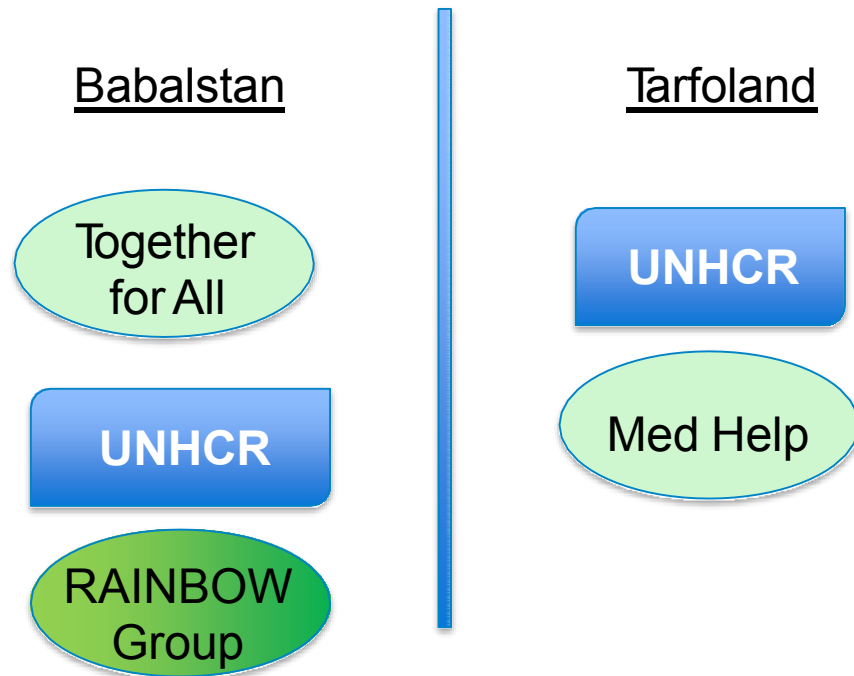 Babalstan
Together
for All
UNHCR
RAINBOW
Group
Tarfoland
UNHCR
Med Help